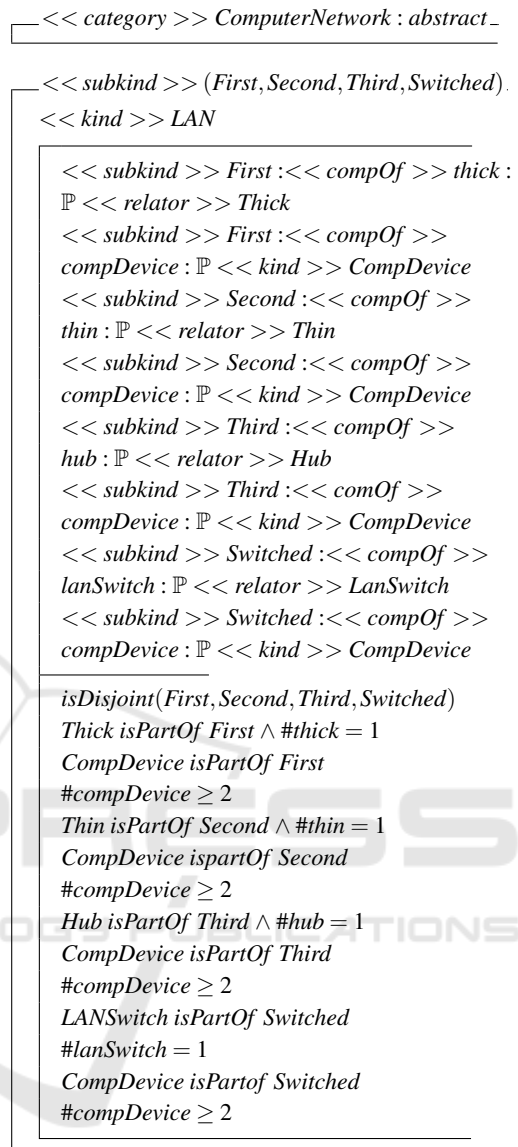 << category >> ComputerNetwork : abstract
<< subkind >> (First, Second, Third, Switched)
<< kind >> LAN
<< subkind >> First :<< compOf >> thick :
ℙ << relator >> Thick
<< subkind >> First :<< compOf >>
compDevice : ℙ << kind >> CompDevice
<< subkind >> Second :<< compOf >>
thin : ℙ << relator >> Thin
<< subkind >> Second :<< compOf >>
compDevice : ℙ << kind >> CompDevice
<< subkind >> Third :<< compOf >>
hub : ℙ << relator >> Hub
<< subkind >> Third :<< comOf >>
compDevice : ℙ << kind >> CompDevice
<< subkind >> Switched :<< compOf >>
lanSwitch : ℙ << relator >> LanSwitch
<< subkind >> Switched :<< compOf >>
compDevice : ℙ << kind >> CompDevice
isDisjoint(First, Second, Third, Switched)
Thick isPartOf First ∧ #thick = 1
CompDevice isPartOf First
#compDevice ≥ 2
Thin isPartOf Second ∧ #thin = 1
CompDevice ispartOf Second
#compDevice ≥ 2
Hub isPartOf Third ∧ #hub = 1
CompDevice isPartOf Third
#compDevice ≥ 2
LANSwitch isPartOf Switched
#lanSwitch = 1
CompDevice isPartof Switched
#compDevice ≥ 2